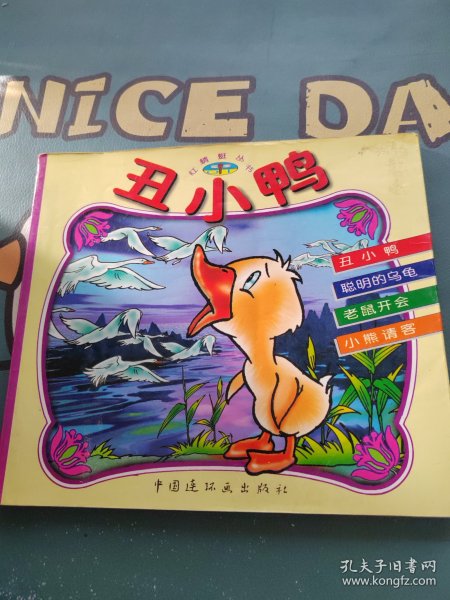 NICE DA
红蜻蜓丛书
丑小鸭
丑小鸭
聪明的乌龟
老鼠开会
小熊请客
中国连环画出版社
孔夫子旧书网
www.kongfz.com